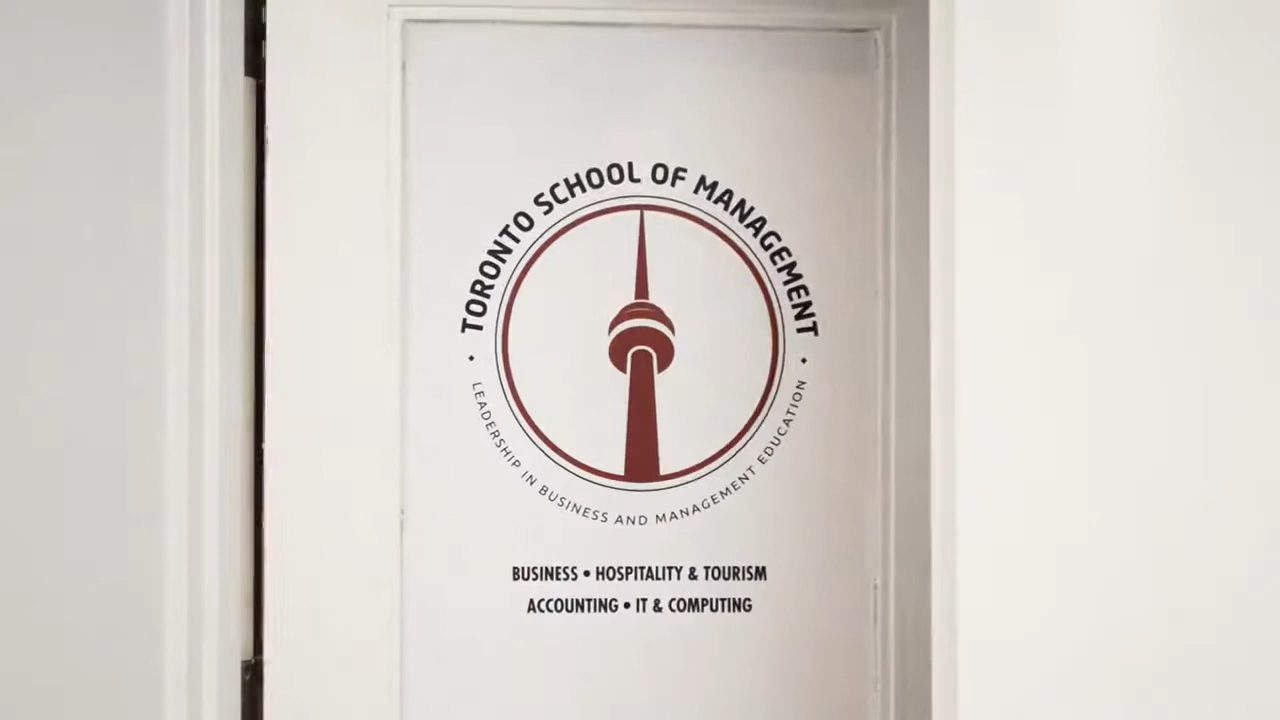 TORONTO SCHOOL OF MANAGEMENT
• LEADERSHIP IN BUSINESS AND MANAGEMENT EDUCATION •
BUSINESS • HOSPITALITY & TOURISM
ACCOUNTING • IT & COMPUTING